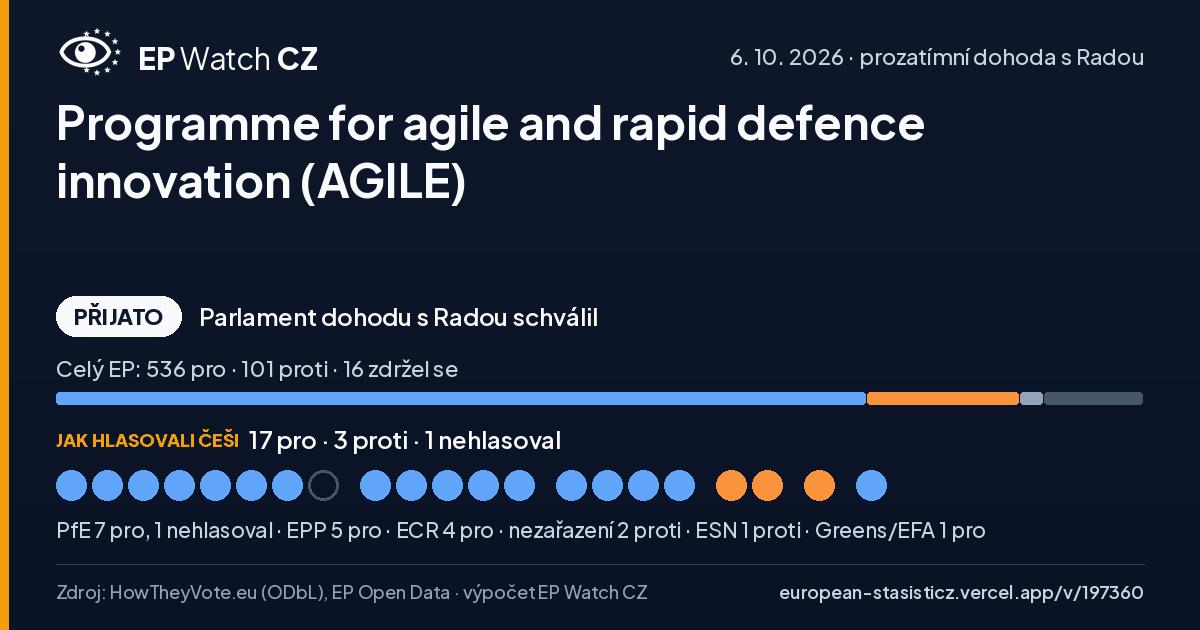 EP Watch CZ
6. 10. 2026 · prozatímní dohoda s Radou
Programme for agile and rapid defence
innovation (AGILE)
PŘIJATO Parlament dohodu s Radou schválil
Celý EP: 536 pro · 101 proti · 16 zdržel se
JAK HLASOVALI ČEŠI 17 pro · 3 proti · 1 nehlasoval
PfE 7 pro, 1 nehlasoval · EPP 5 pro · ECR 4 pro · nezařazení 2 proti · ESN 1 proti · Greens/EFA 1 pro
Zdroj: HowTheyVote.eu (ODbL), EP Open Data · výpočet EP Watch CZ
european-stasisticz.vercel.app/v/197360